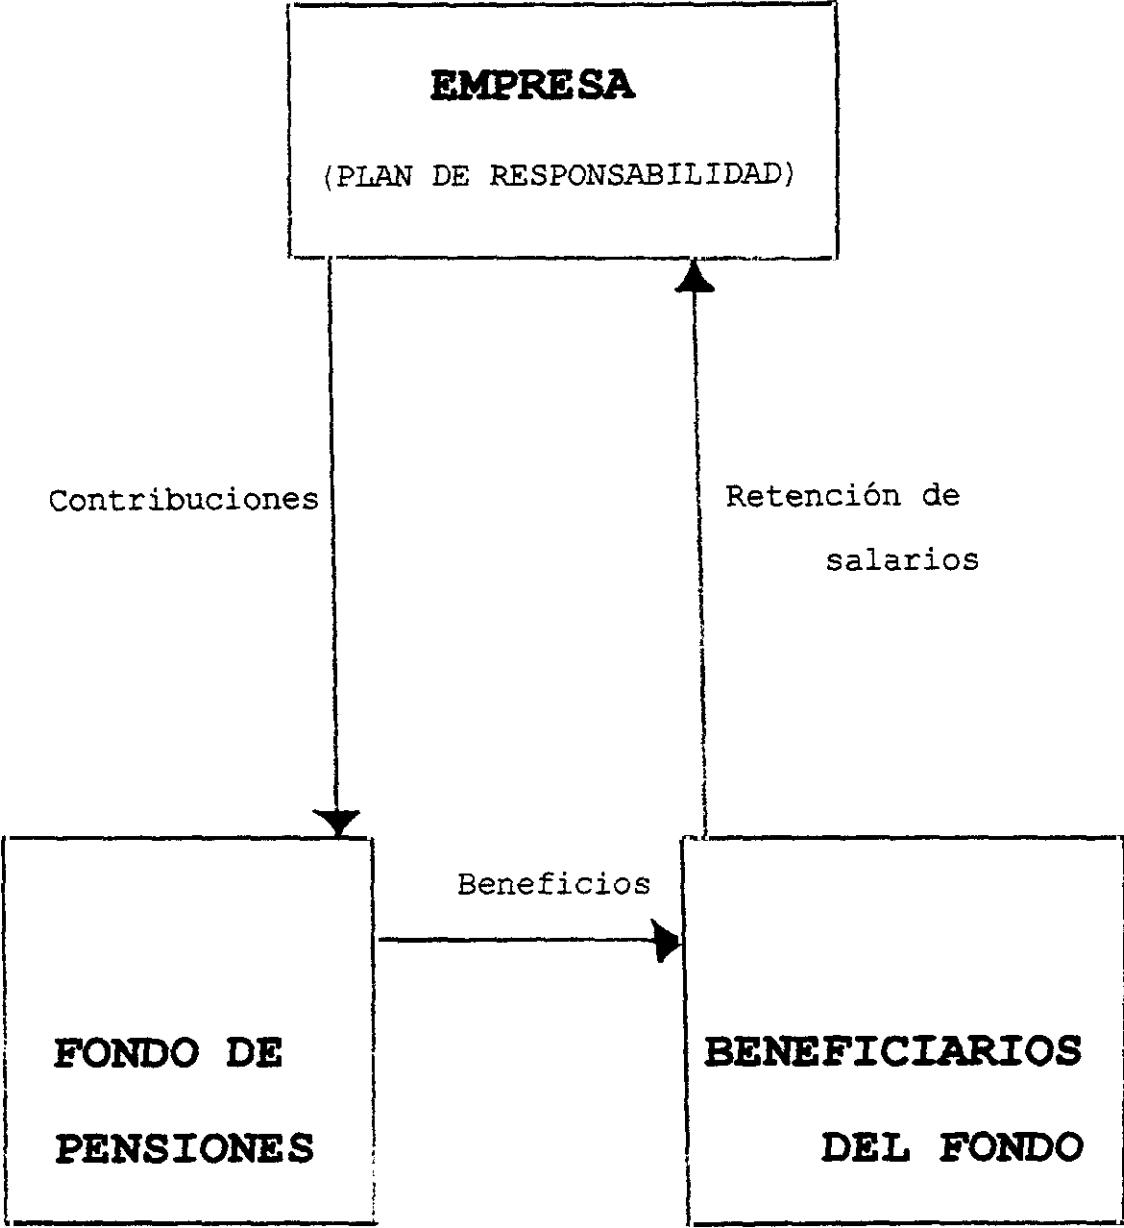 EMPRESA
(PLAN DE RESPONSABILIDAD)
Contribuciones
Retención de
salarios
Beneficios
FONDO DE
PENSIONES
BENEFICIARIOS
DEL FONDO